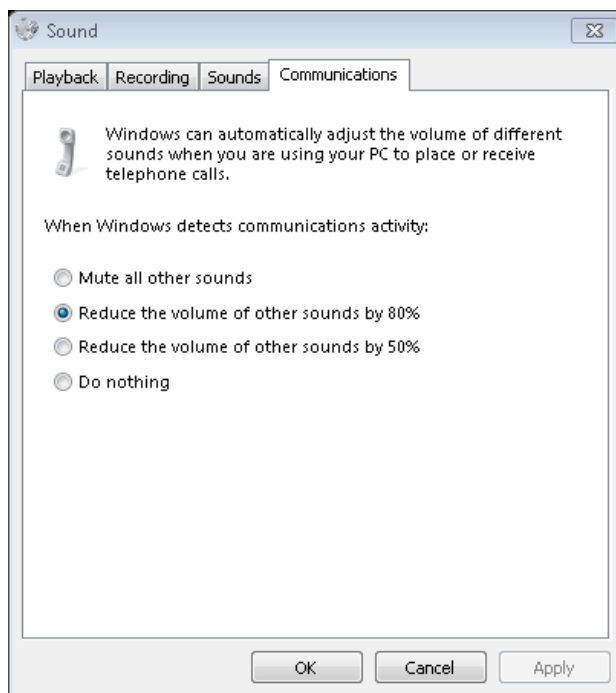 Sound
Playback Recording Sounds Communications
Windows can automatically adjust the volume of different
sounds when you are using your PC to place or receive
telephone calls.
When Windows detects communications activity:
Mute all other sounds
Reduce the volume of other sounds by 80%
Reduce the volume of other sounds by 50%
Do nothing
OK Cancel Apply